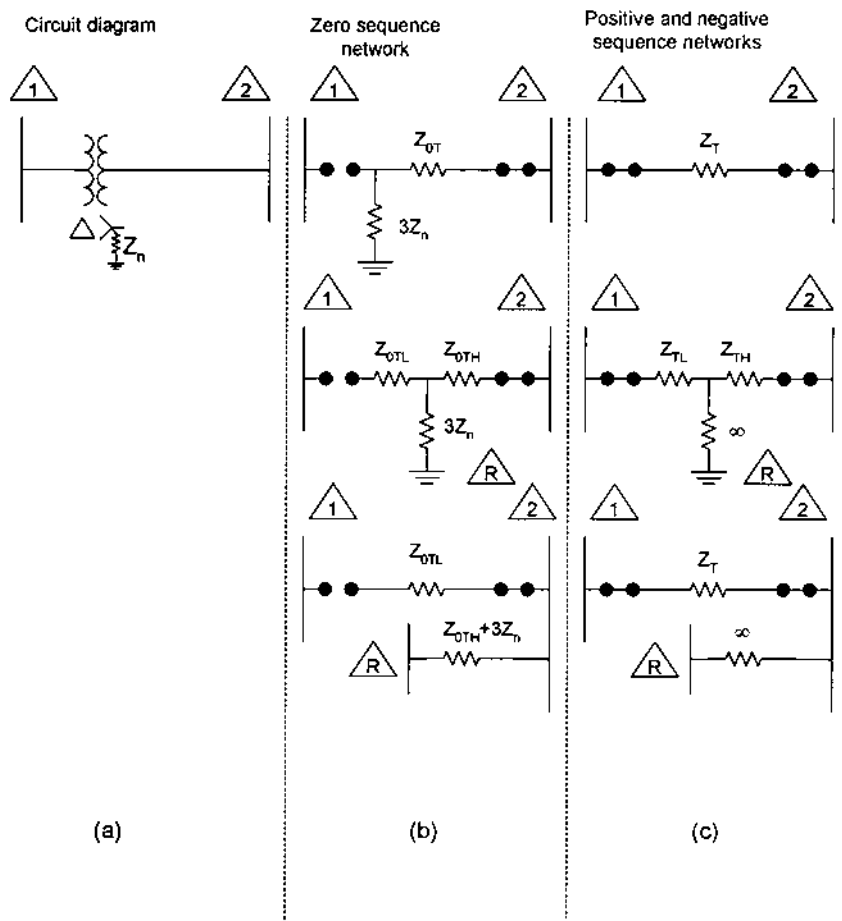 Circuit diagram
Zero sequence
network
Positive and negative
sequence networks
1 2
1 2
1 2
Z_0T
Z_T
3Z_n
Z_n
1 2
1 2
Z_0TL Z_0TH
Z_TL Z_TH
3Z_n
∞
R
R
1 2
1 2
Z_0TL
Z_T
Z_0TH+3Z_n
∞
R
R
(a)
(b)
(c)